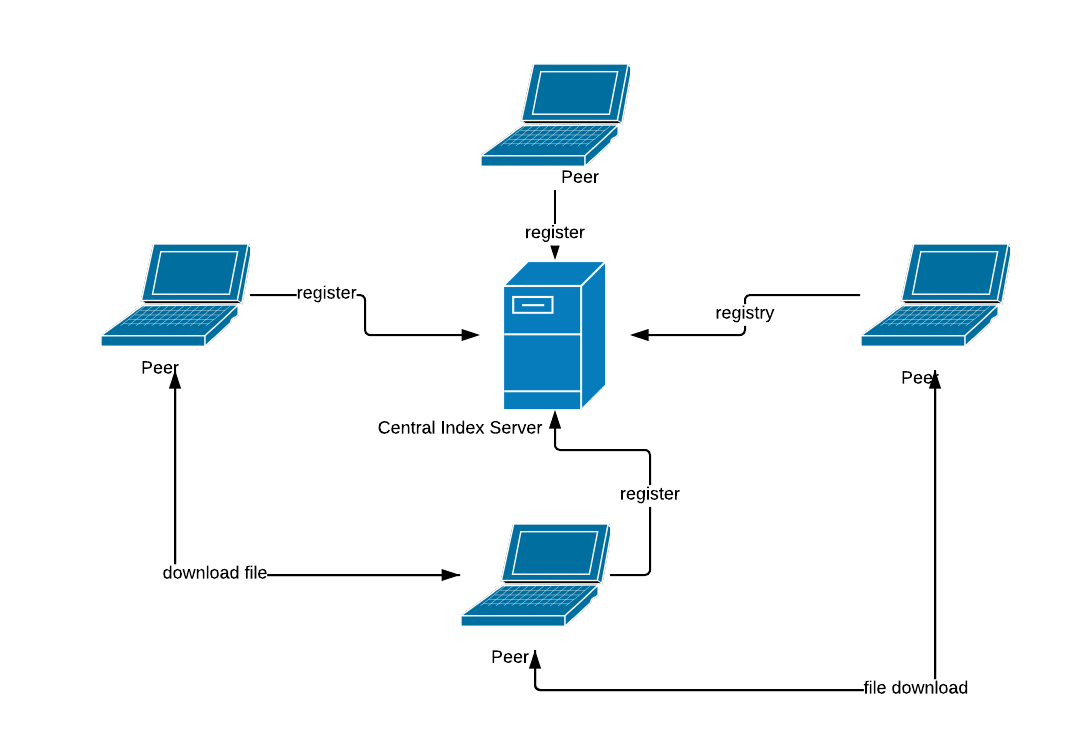 Peer
register
register
registry
Peer
Peer
Central Index Server
register
download file
Peer
file download